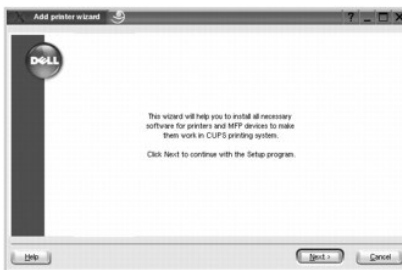 Add printer wizard
DELL
This wizard will help you to install all necessary
software for printers and MFP devices to make
them work in CUPS printing system.
Click Next to continue with the Setup program.
Help
Next >
Cancel